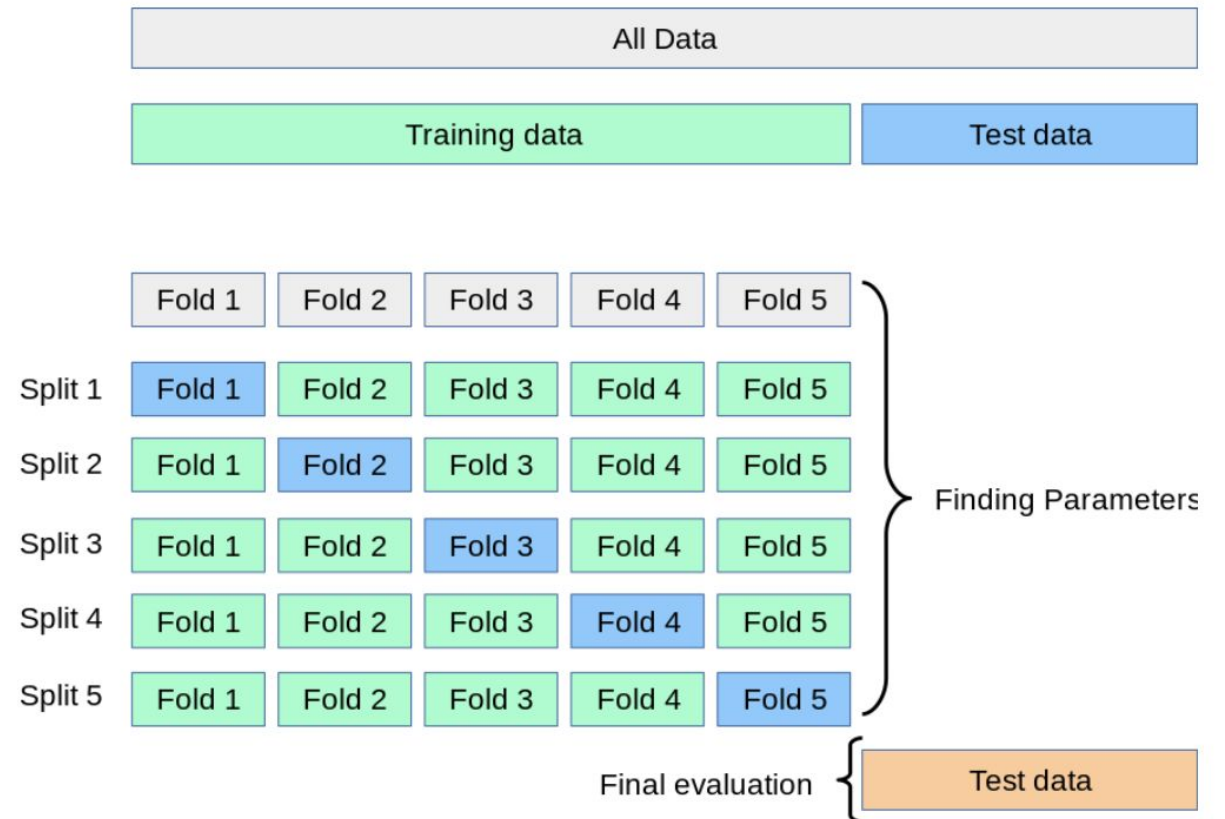 All Data
Training data Test data
Fold 1 Fold 2 Fold 3 Fold 4 Fold 5
Split 1 Fold 1 Fold 2 Fold 3 Fold 4 Fold 5
Split 2 Fold 1 Fold 2 Fold 3 Fold 4 Fold 5
Finding Parameters
Split 3 Fold 1 Fold 2 Fold 3 Fold 4 Fold 5
Split 4 Fold 1 Fold 2 Fold 3 Fold 4 Fold 5
Split 5 Fold 1 Fold 2 Fold 3 Fold 4 Fold 5
Final evaluation Test data